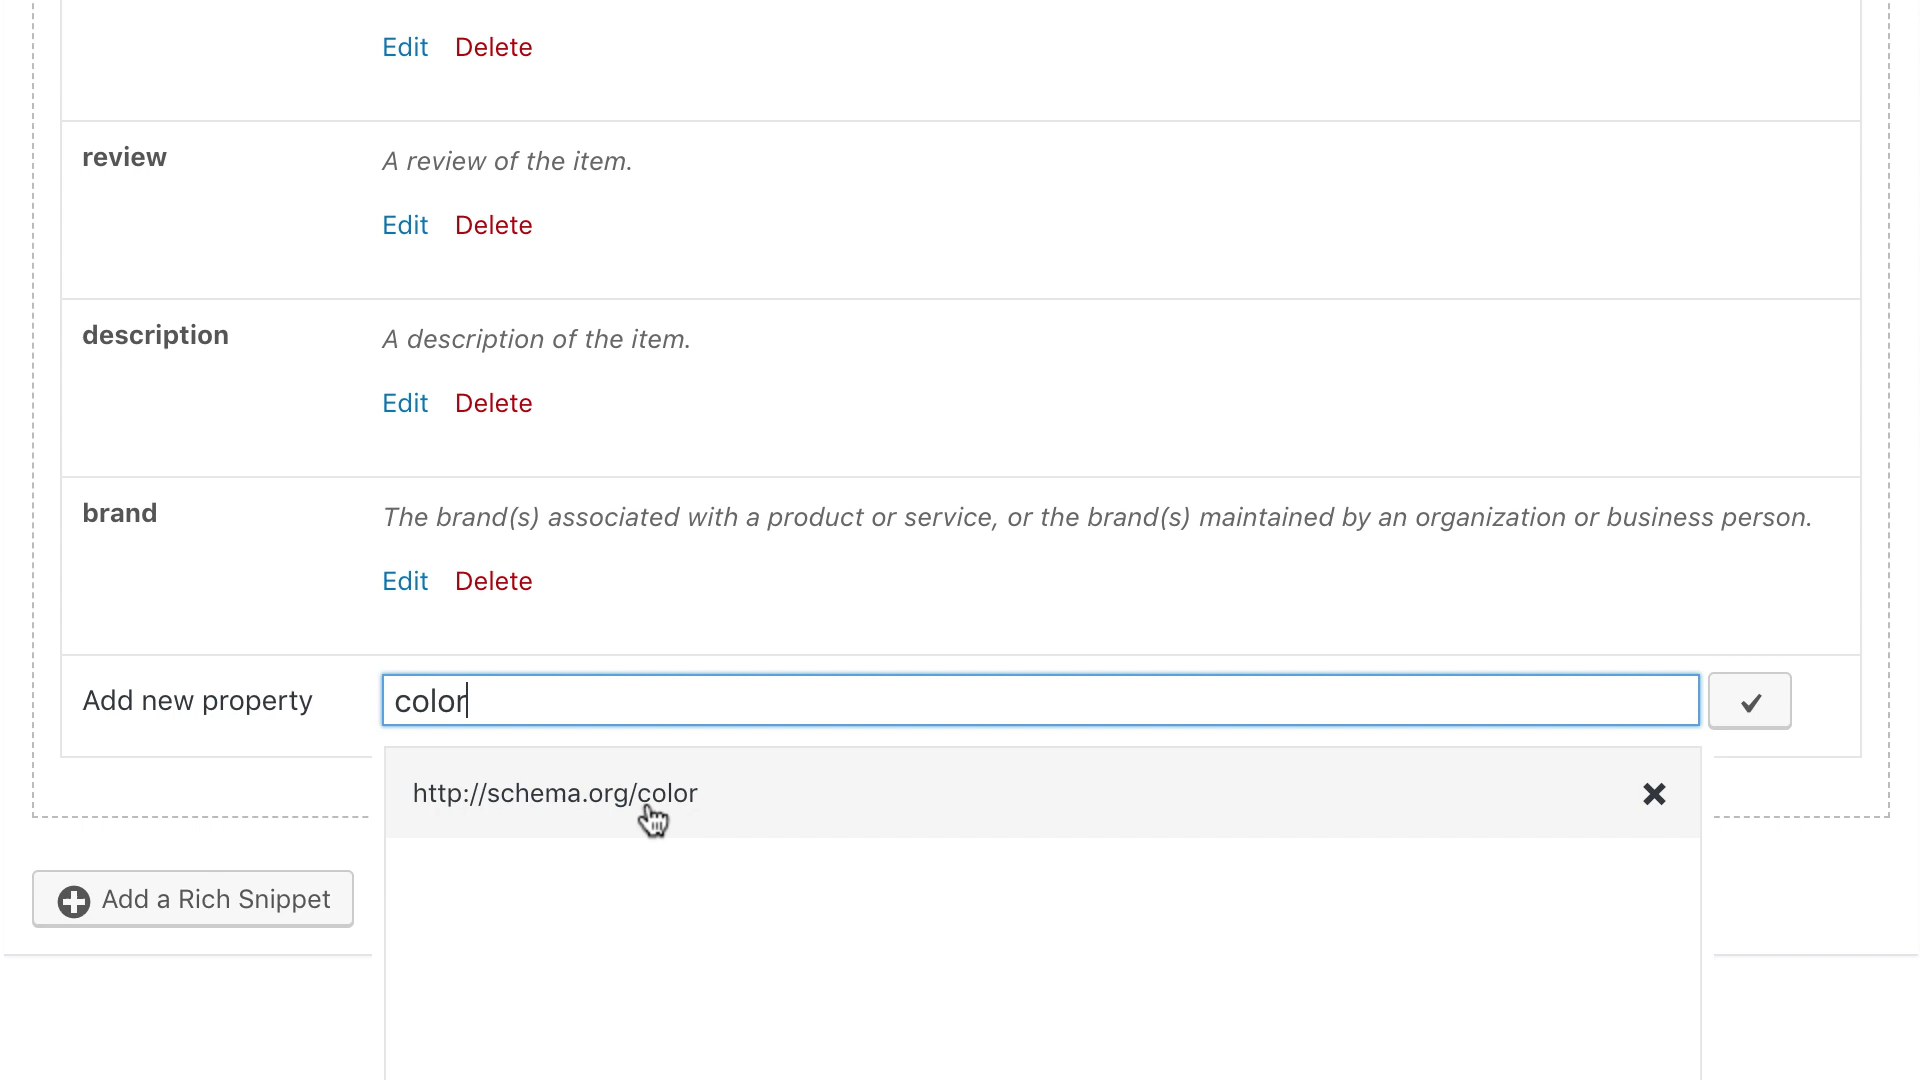 Edit Delete
review A review of the item.
Edit Delete
description A description of the item.
Edit Delete
brand The brand(s) associated with a product or service, or the brand(s) maintained by an organization or business person.
Edit Delete
Add new property color
http://schema.org/color
Add a Rich Snippet